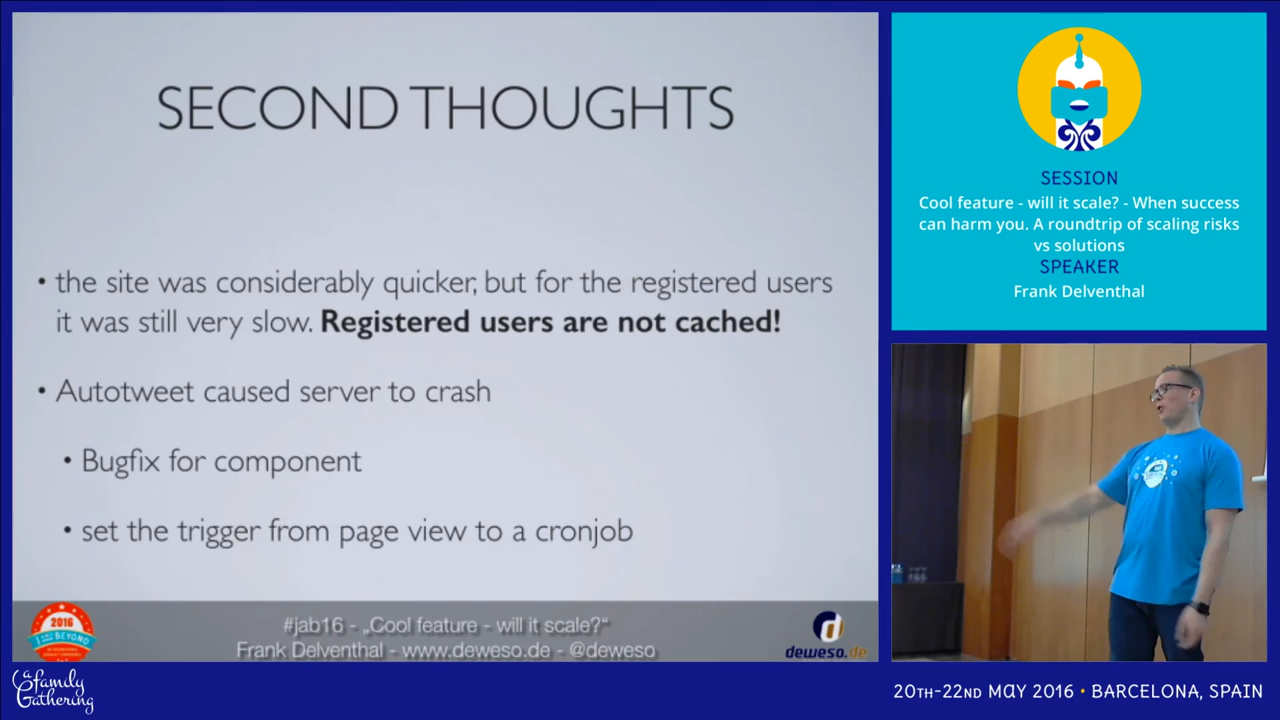 SECOND THOUGHTS
• the site was considerably quicker, but for the registered users
it was still very slow. Registered users are not cached!
• Autotweet caused server to crash
• Bugfix for component
• set the trigger from page view to a cronjob
2016
BEYOND
#jab16 - „Cool feature - will it scale?“
Frank Delventhal - www.deweso.de - @deweso
deweso.de
SESSION
Cool feature - will it scale? - When success
can harm you. A roundtrip of scaling risks
vs solutions
SPEAKER
Frank Delventhal
a family
Gathering
20TH-22ND MAY 2016 • BARCELONA, SPAIN